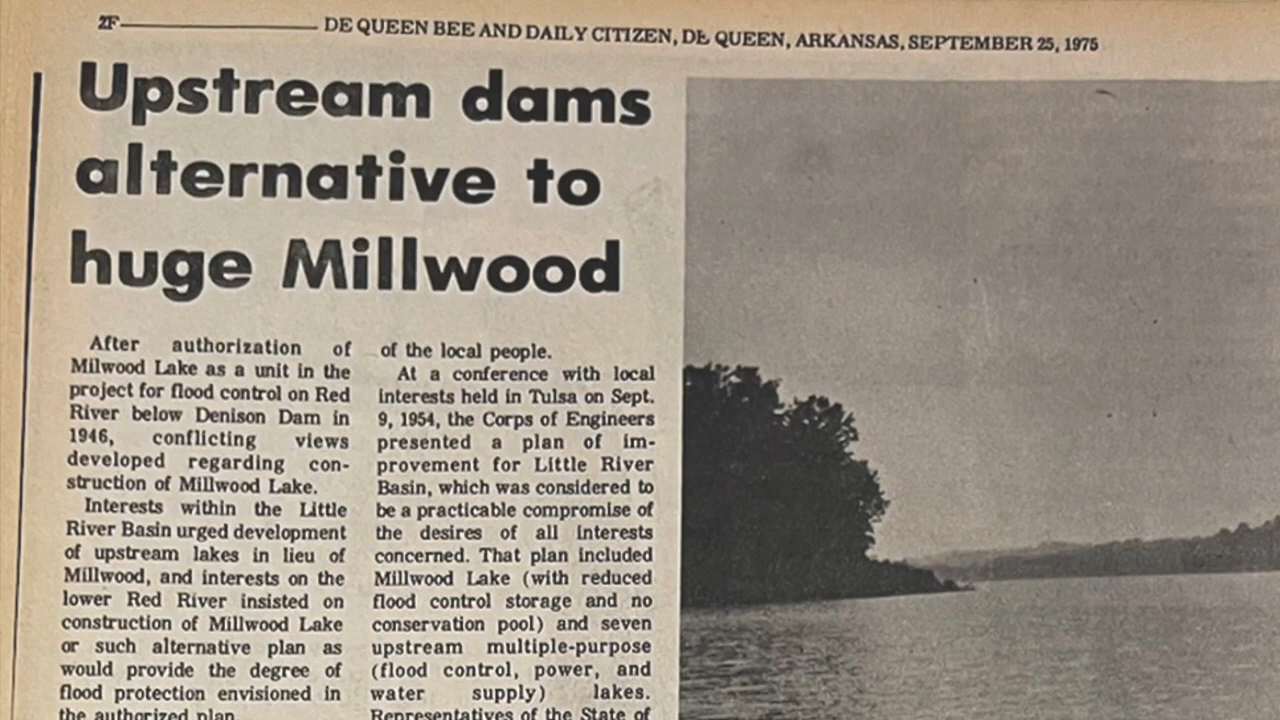 2F DE QUEEN BEE AND DAILY CITIZEN, DE QUEEN, ARKANSAS, SEPTEMBER 25, 1975
Upstream dams
alternative to
huge Millwood
After authorization of
Milwood Lake as a unit in the
project for flood control on Red
River below Denison Dam in
1946, conflicting views
developed regarding con-
struction of Millwood Lake.
Interests within the Little
River Basin urged development
of upstream lakes in lieu of
Millwood, and interests on the
lower Red River insisted on
construction of Millwood Lake
or such alternative plan as
would provide the degree of
flood protection envisioned in
the authorized plan
of the local people.
At a conference with local
interests held in Tulsa on Sept.
9, 1954, the Corps of Engineers
presented a plan of im-
provement for Little River
Basin, which was considered to
be a practicable compromise of
the desires of all interests
concerned. That plan included
Millwood Lake (with reduced
flood control storage and no
conservation pool) and seven
upstream multiple-purpose
(flood control, power, and
water supply) lakes.
Representatives of the State of